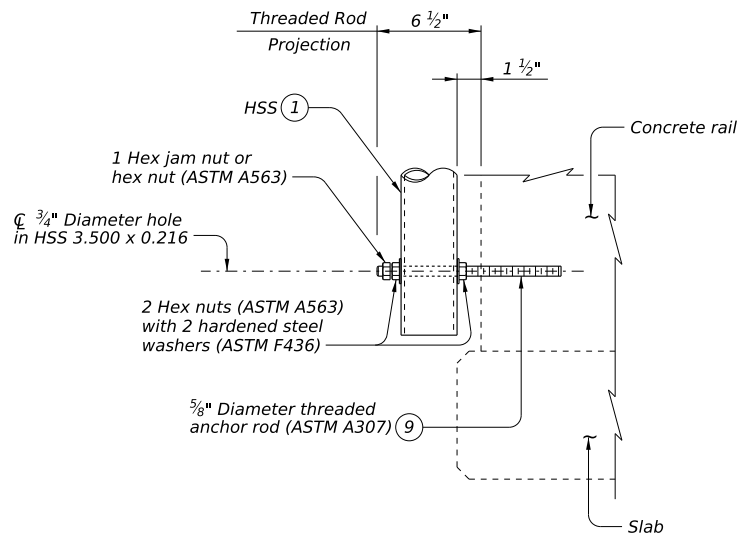 Threaded Rod
Projection
6 ½"
1 ½"
HSS 1
Concrete rail
1 Hex jam nut or
hex nut (ASTM A563)
℄ ¾" Diameter hole
in HSS 3.500 x 0.216
2 Hex nuts (ASTM A563)
with 2 hardened steel
washers (ASTM F436)
⅝" Diameter threaded
anchor rod (ASTM A307) 9
Slab